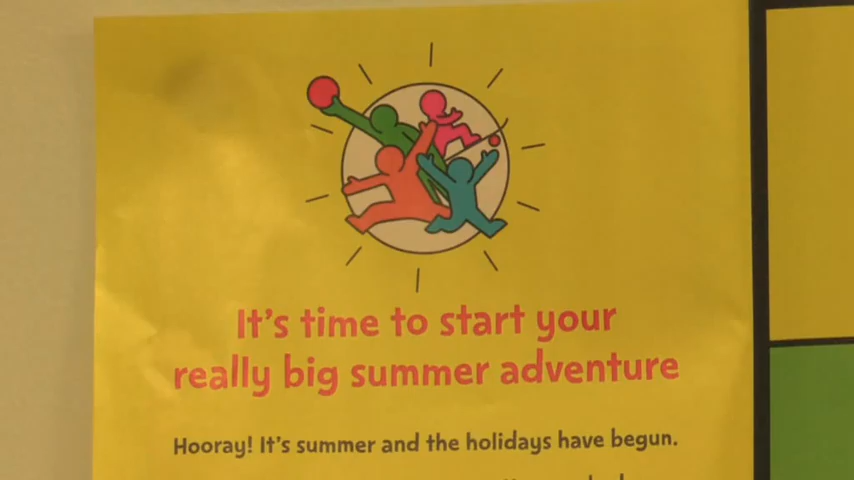 It's time to start your
really big summer adventure
Hooray! It's summer and the holidays have begun.